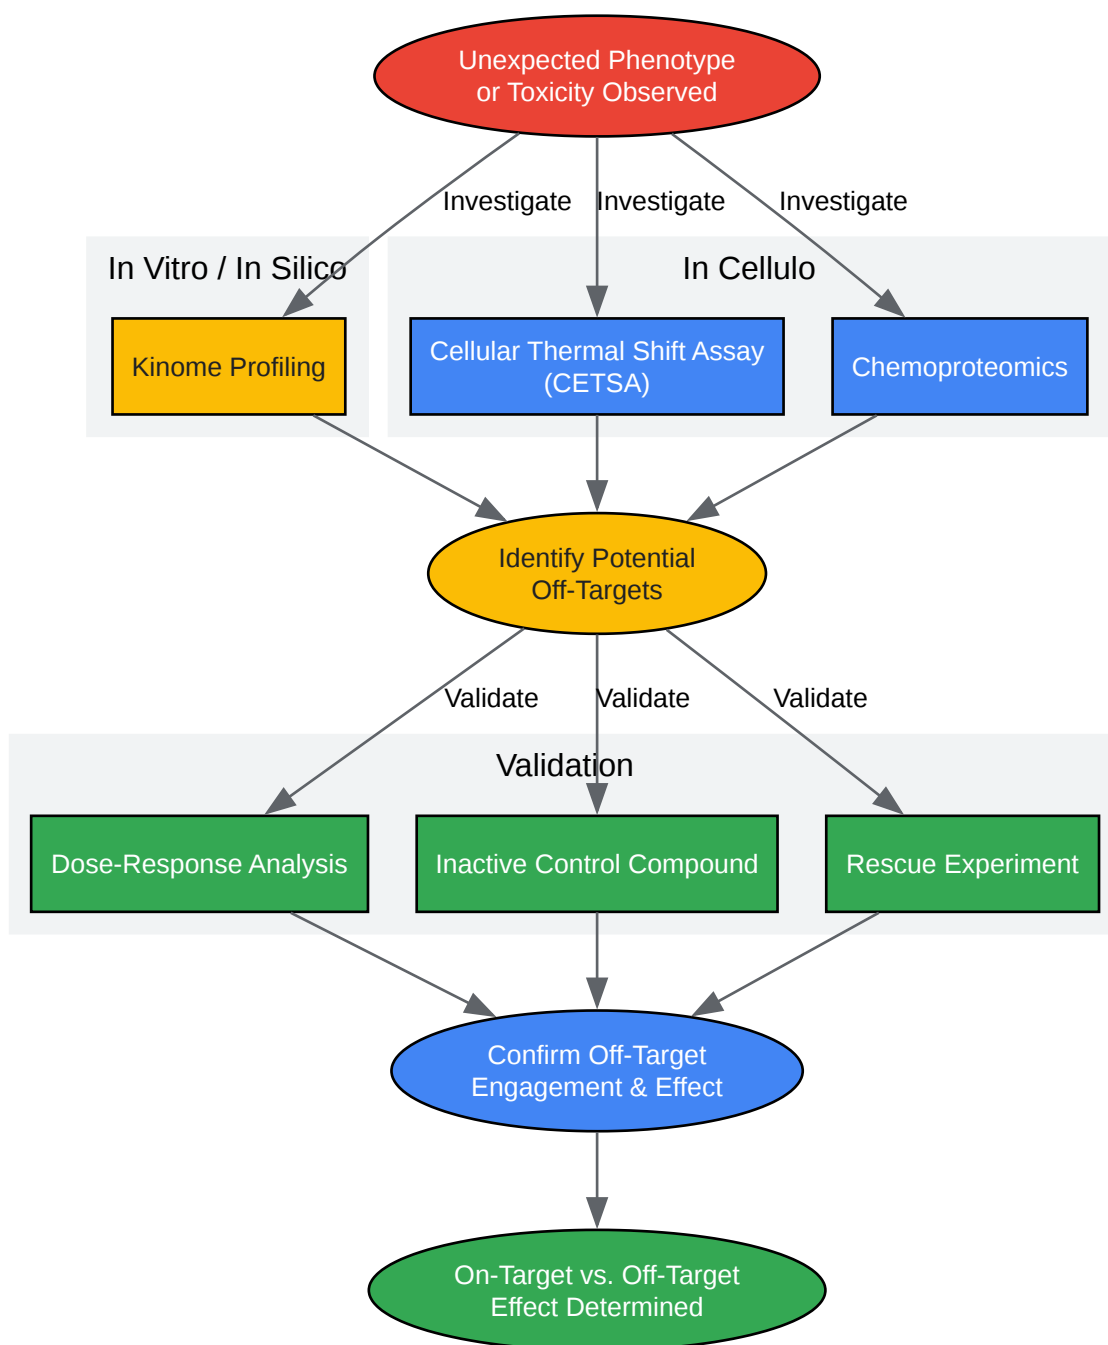 Unexpected Phenotype
or Toxicity Observed
Investigate
Investigate
Investigate
In Vitro / In Silico
In Cellulo
Kinome Profiling
Cellular Thermal Shift Assay
(CETSA)
Chemoproteomics
Identify Potential
Off-Targets
Validate
Validate
Validate
Validation
Dose-Response Analysis
Inactive Control Compound
Rescue Experiment
Confirm Off-Target
Engagement & Effect
On-Target vs. Off-Target
Effect Determined